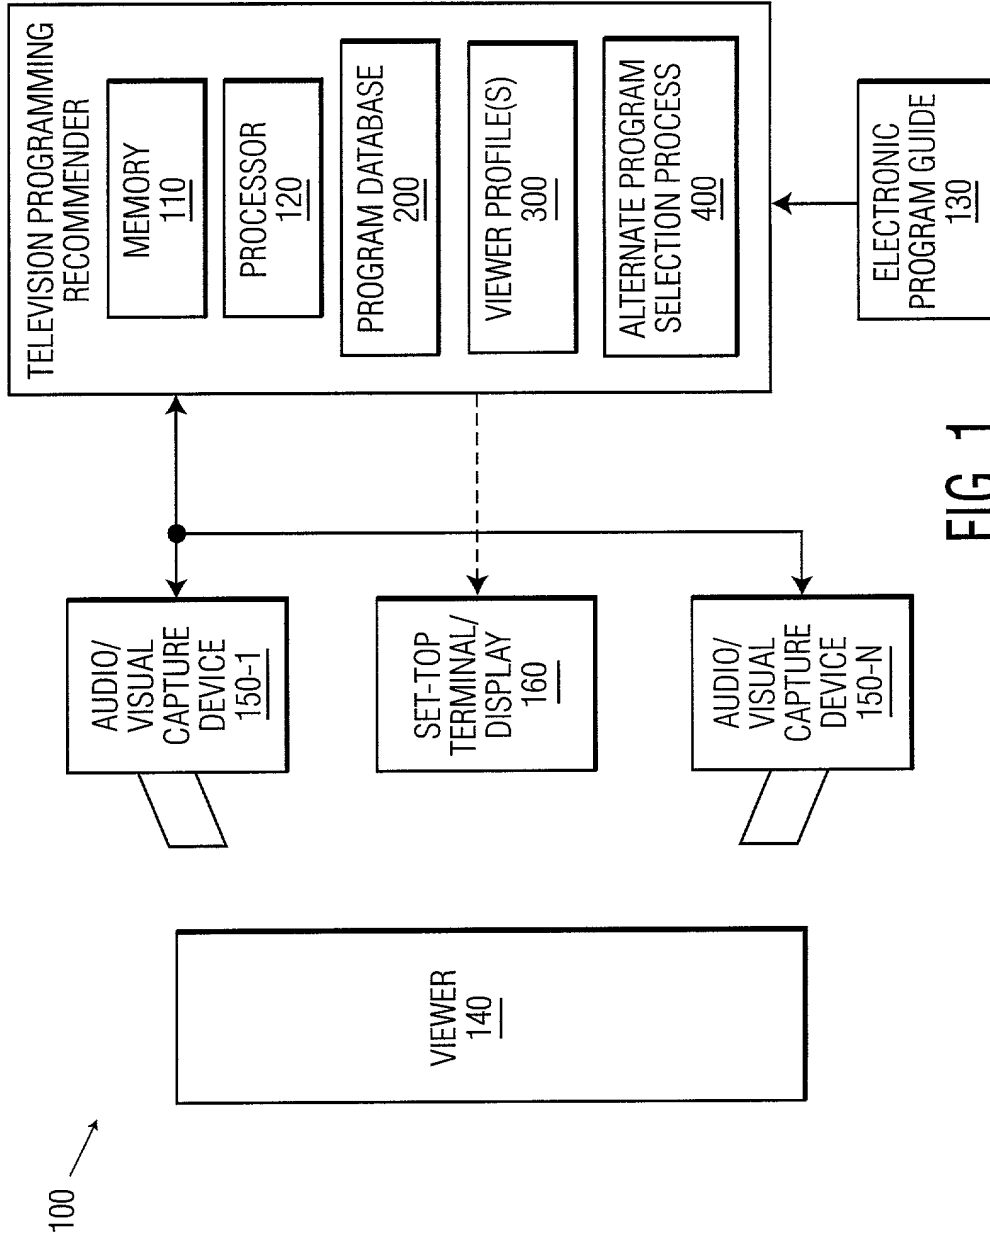 100
VIEWER
140
AUDIO/
VISUAL
CAPTURE
DEVICE
150-1
SET-TOP
TERMINAL/
DISPLAY
160
AUDIO/
VISUAL
CAPTURE
DEVICE
150-N
TELEVISION PROGRAMMING
RECOMMENDER
MEMORY
110
PROCESSOR
120
PROGRAM DATABASE
200
VIEWER PROFILE(S)
300
ALTERNATE PROGRAM
SELECTION PROCESS
400
ELECTRONIC
PROGRAM GUIDE
130
FIG. 1